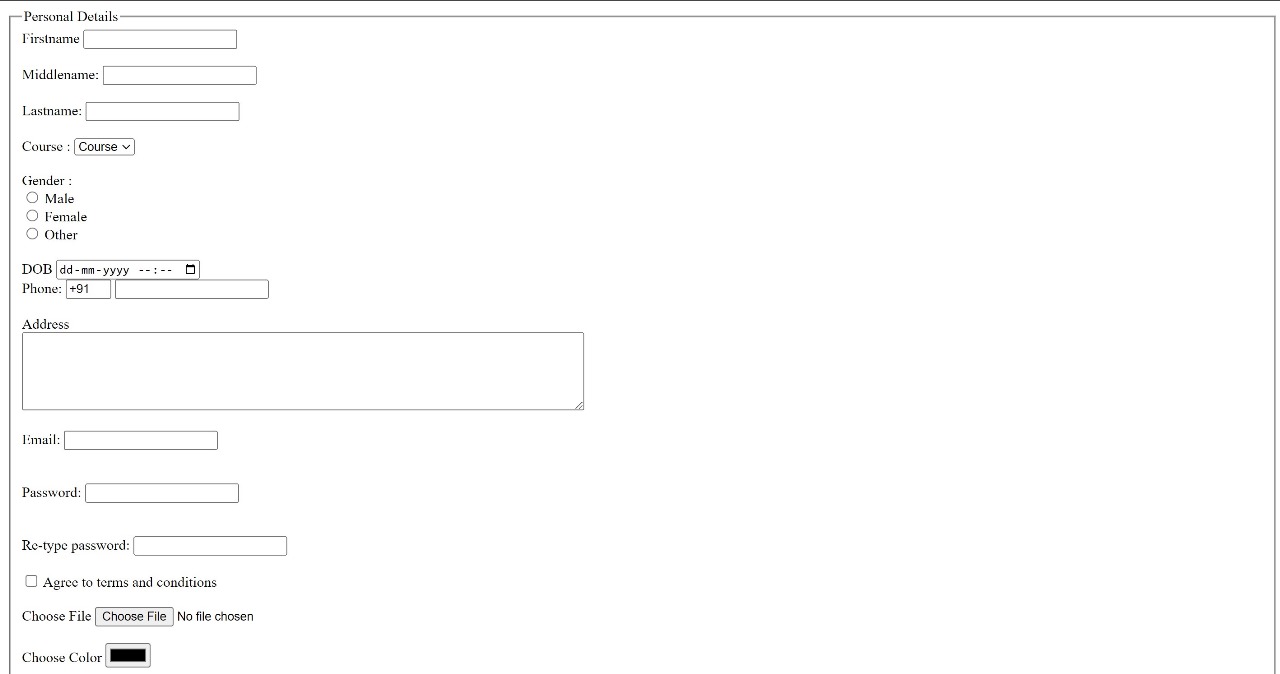 Personal Details
Firstname
Middlename:
Lastname:
Course : Course
Gender :
Male
Female
Other
DOB dd-mm-yyyy --:--
Phone: +91
Address
Email:
Password:
Re-type password:
Agree to terms and conditions
Choose File Choose File No file chosen
Choose Color